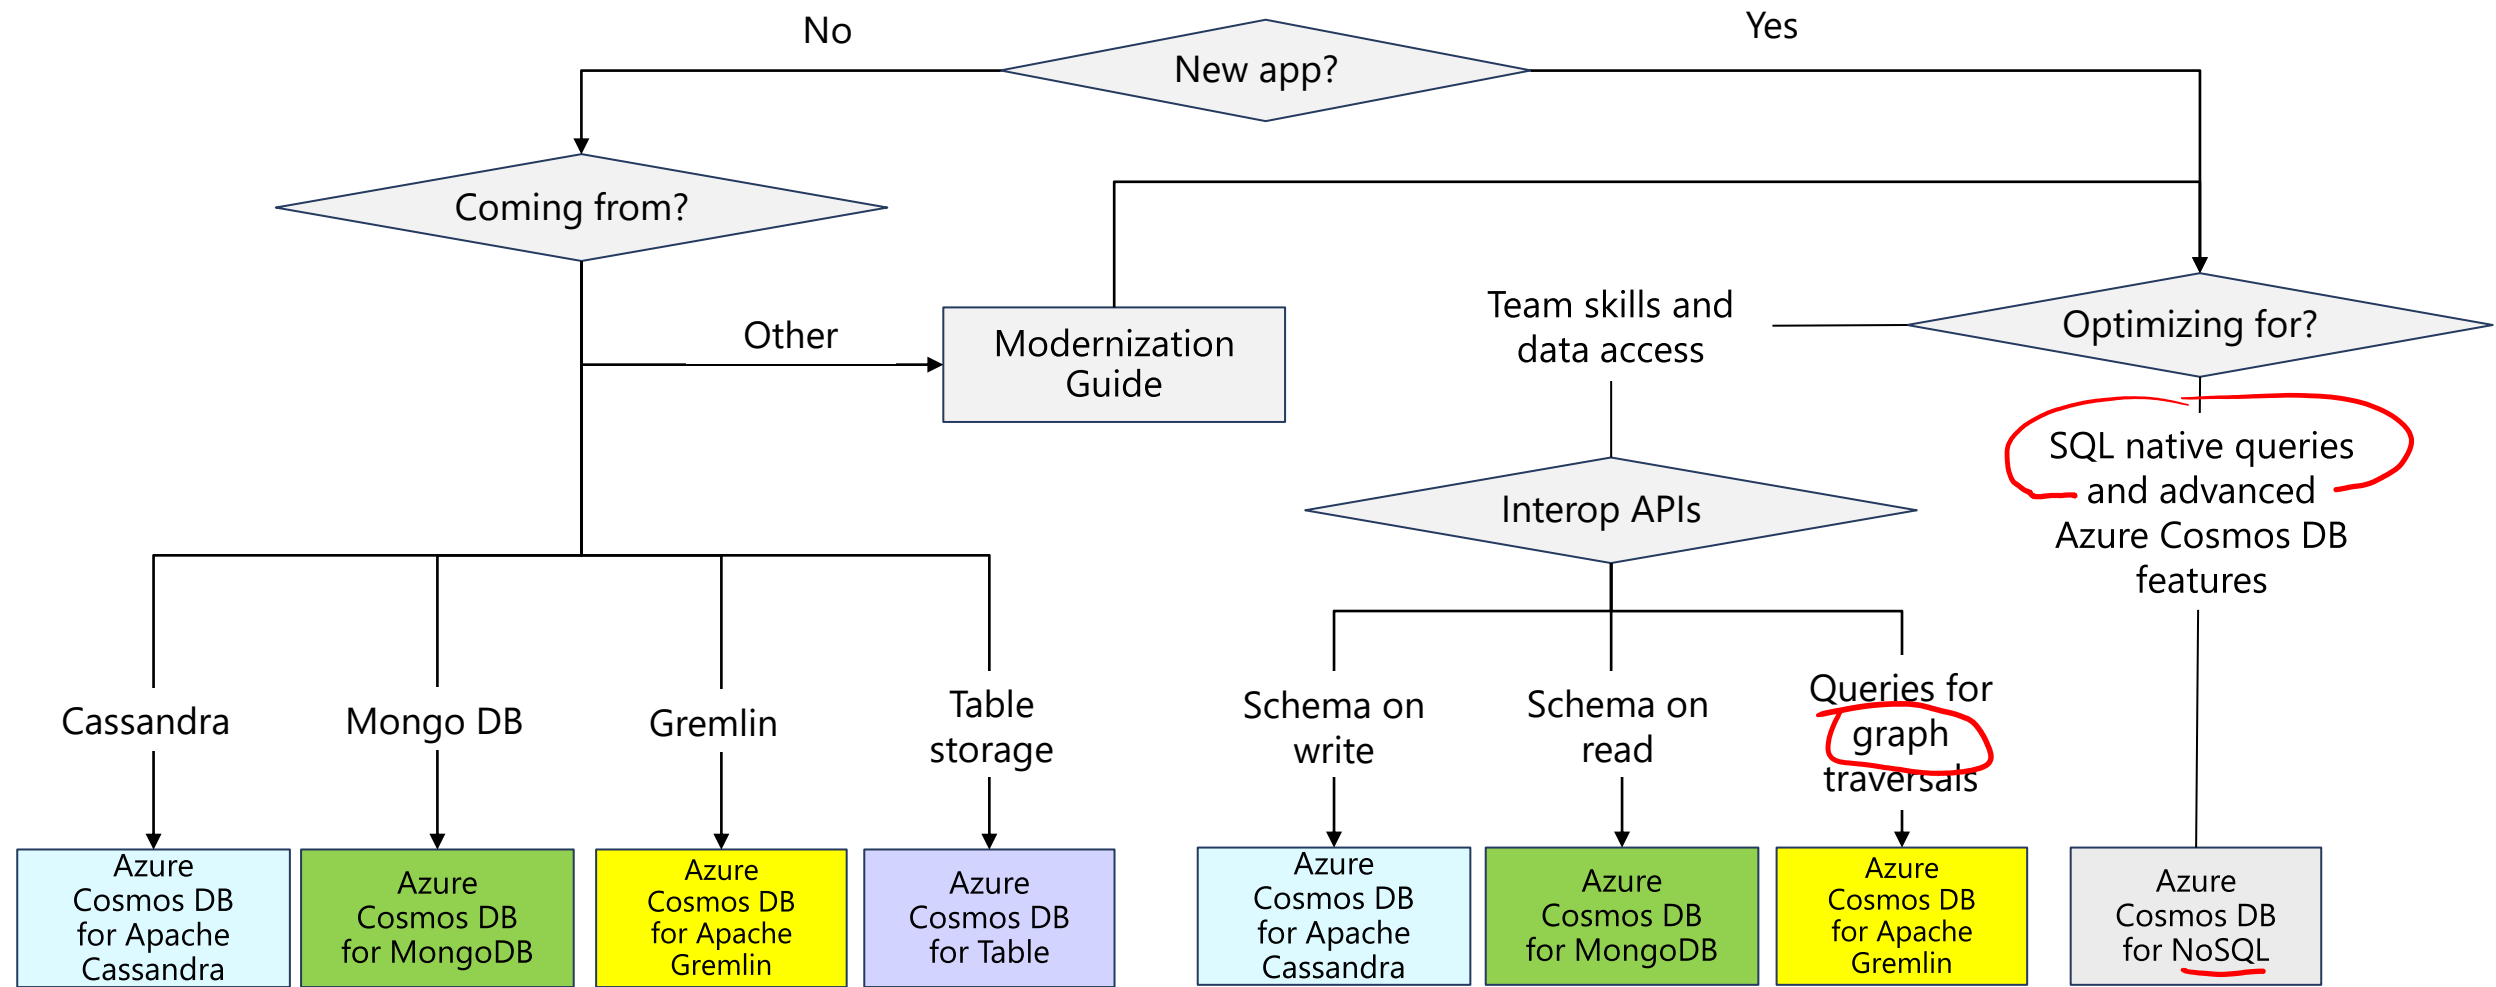 No
Yes
New app?
Coming from?
Other
Modernization
Guide
Team skills and
data access
Optimizing for?
SQL native queries
and advanced
Azure Cosmos DB
features
Interop APIs
Cassandra
Mongo DB
Gremlin
Table
storage
Schema on
write
Schema on
read
Queries for
graph
traversals
Azure
Cosmos DB
for Apache
Cassandra
Azure
Cosmos DB
for MongoDB
Azure
Cosmos DB
for Apache
Gremlin
Azure
Cosmos DB
for Table
Azure
Cosmos DB
for Apache
Cassandra
Azure
Cosmos DB
for MongoDB
Azure
Cosmos DB
for Apache
Gremlin
Azure
Cosmos DB
for NoSQL